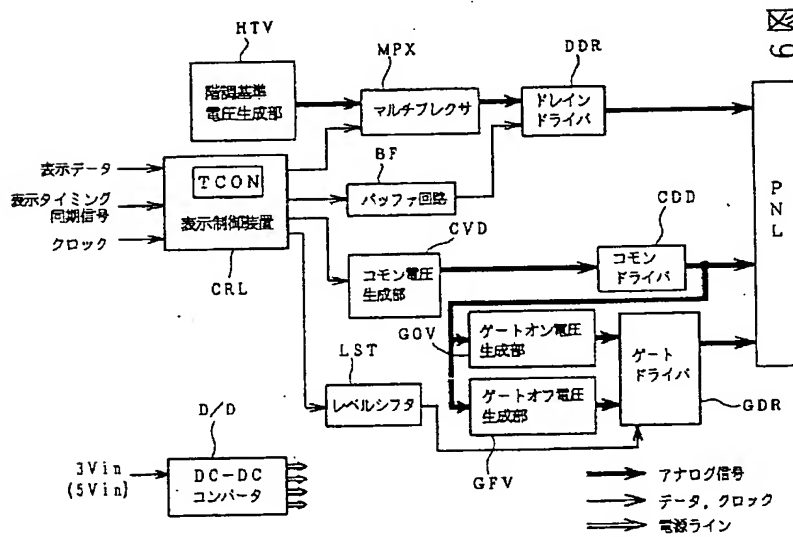 図6
HTV
MPX
DDR
階調基準
電圧生成部
マルチプレクサ
ドレイン
ドライバ
PNL
表示データ
表示タイミング
同期信号
クロック
TCON
表示制御装置
CRL
BF
バッファ回路
CVD
コモン電圧
生成部
CDD
コモン
ドライバ
GOV
ゲートオン電圧
生成部
ゲート
ドライバ
LST
レベルシフタ
ゲートオフ電圧
生成部
GFV
GDR
D/D
3Vin
(5Vin)
DC-DC
コンバータ
アナログ信号
データ,クロック
電源ライン